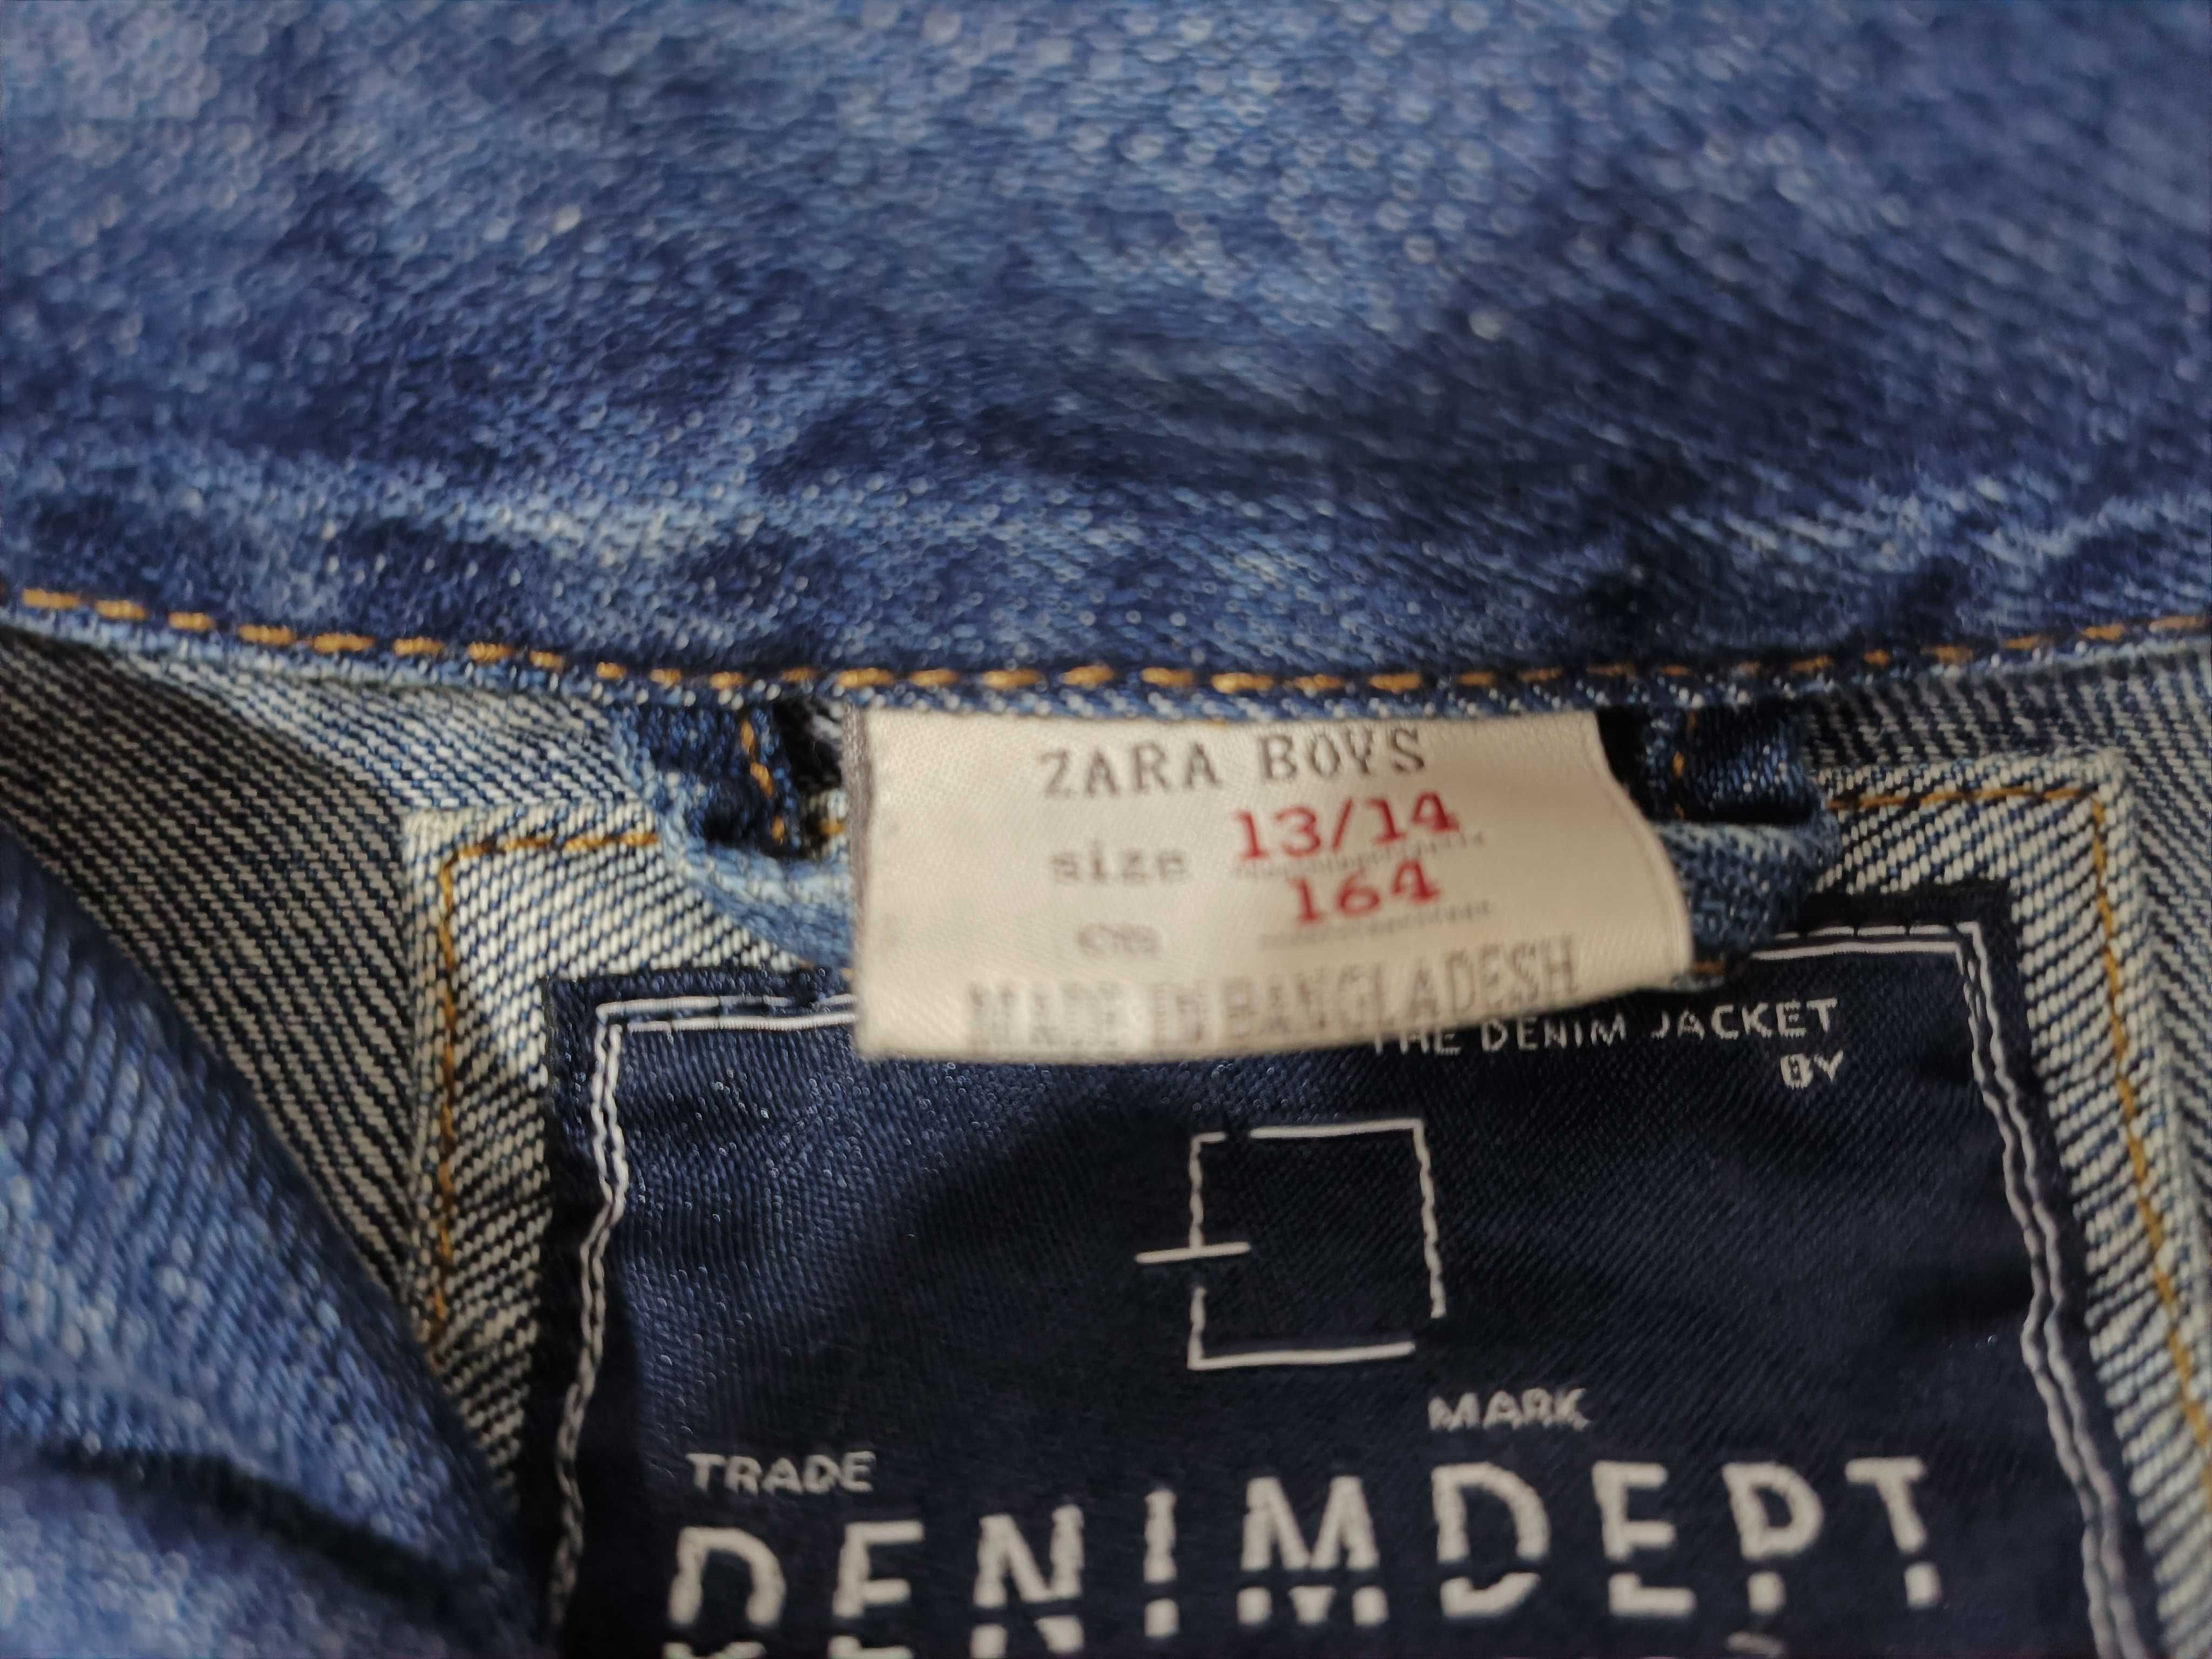 ZARA BOYS
size 13/14
cm 164
MADE IN BANGLADESH
THE DENIM JACKET
BY
TRADE MARK
DENIMDEPT